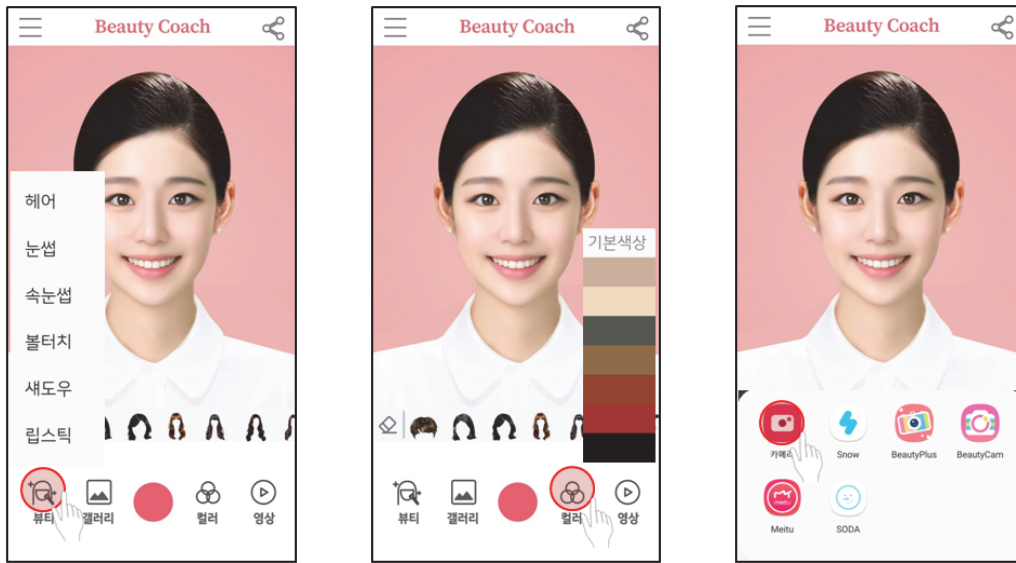 Beauty Coach
헤어
눈썹
속눈썹
볼터치
섀도우
립스틱
뷰티
갤러리
컬러
영상
Beauty Coach
기본색상
뷰티
갤러리
컬러
영상
Beauty Coach
Snow
BeautyPlus
BeautyCam
meitu
Meitu
SODA